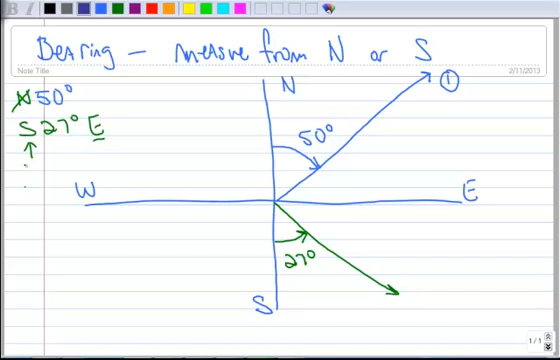 Bearing – measure from N or S
Note Title
2/11/2013
N50°
S27°E
N
1
50°
W
E
27°
S
1/1